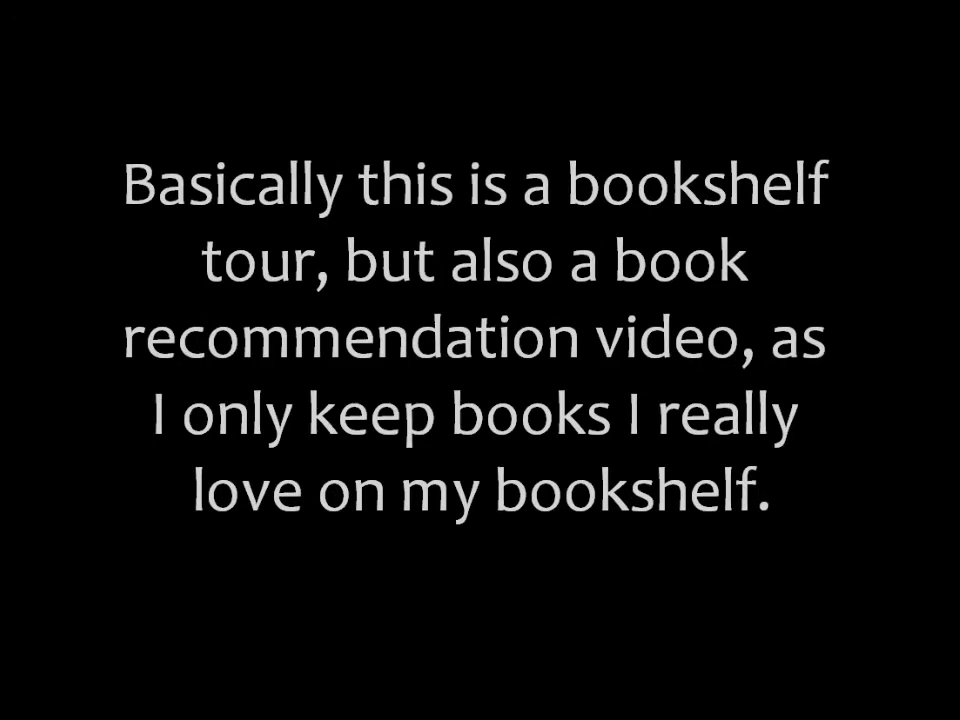 Basically this is a bookshelf
tour, but also a book
recommendation video, as
I only keep books I really
love on my bookshelf.